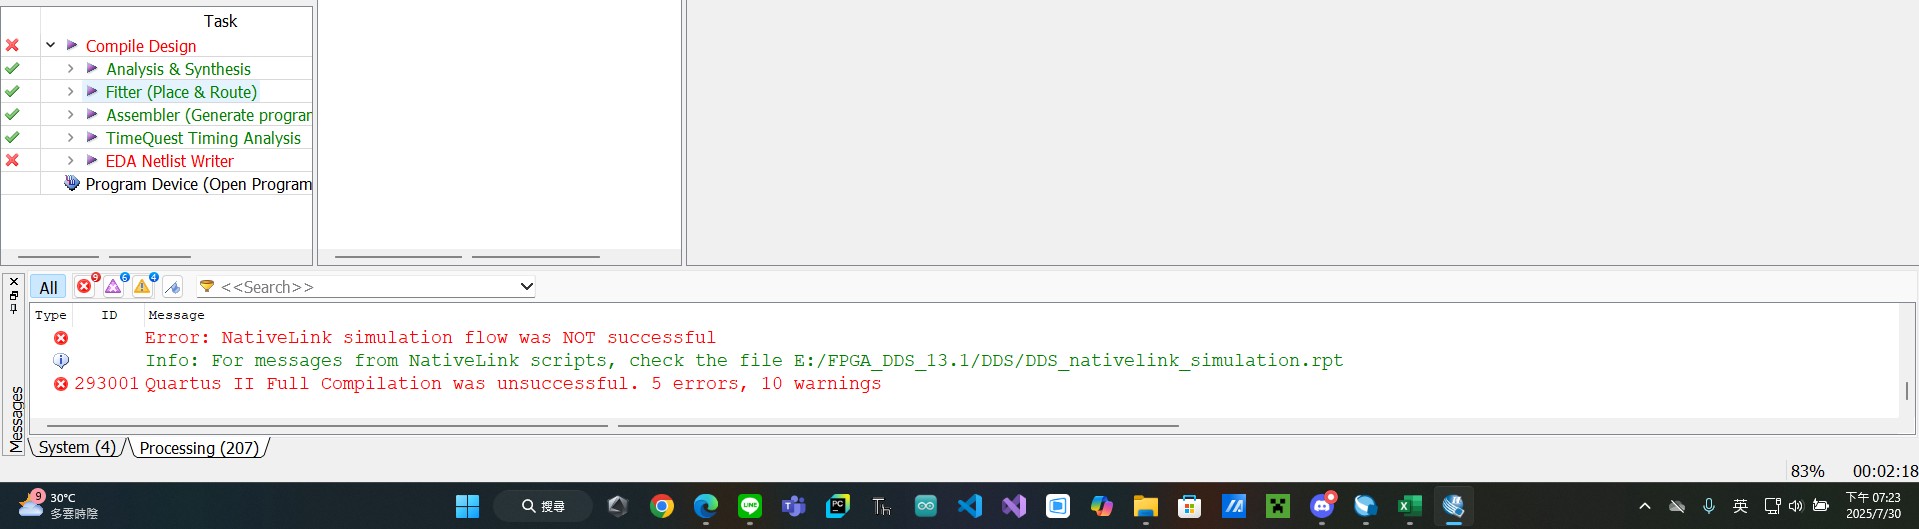 Task
Compile Design
Analysis & Synthesis
Fitter (Place & Route)
Assembler (Generate program
TimeQuest Timing Analysis
EDA Netlist Writer
Program Device (Open Program
All
9
6
4
<<Search>>
Type ID Message
Error: NativeLink simulation flow was NOT successful
Info: For messages from NativeLink scripts, check the file E:/FPGA_DDS_13.1/DDS/DDS_nativelink_simulation.rpt
293001 Quartus II Full Compilation was unsuccessful. 5 errors, 10 warnings
Messages
System (4)
Processing (207)
83% 00:02:18
9
30°C
多雲時陰
搜尋
PC
Th
英
下午 07:23
2025/7/30